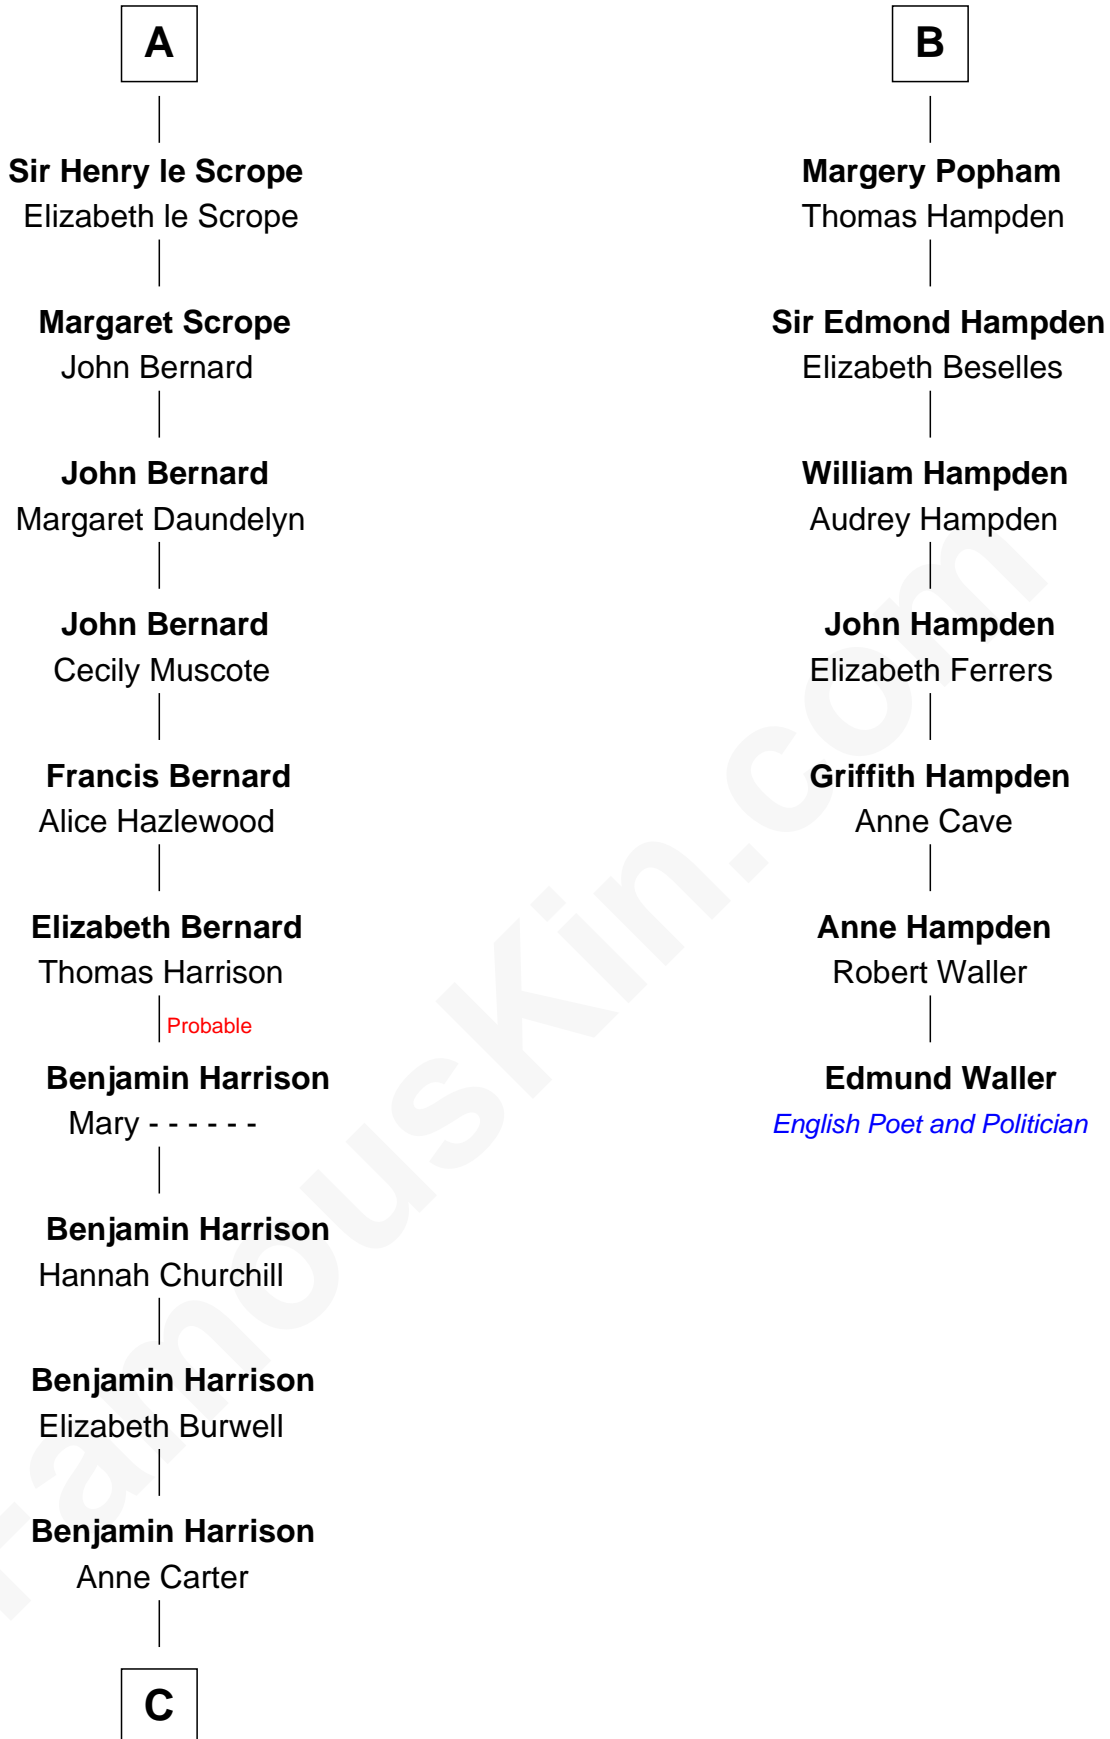 A
Sir Henry le Scrope
Elizabeth le Scrope
Margaret Scrope
John Bernard
John Bernard
Margaret Daundelyn
John Bernard
Cecily Muscote
Francis Bernard
Alice Hazlewood
Elizabeth Bernard
Thomas Harrison
Probable
Benjamin Harrison
Mary - - - - - -
Benjamin Harrison
Hannah Churchill
Benjamin Harrison
Elizabeth Burwell
Benjamin Harrison
Anne Carter
C
B
Margery Popham
Thomas Hampden
Sir Edmond Hampden
Elizabeth Beselles
William Hampden
Audrey Hampden
John Hampden
Elizabeth Ferrers
Griffith Hampden
Anne Cave
Anne Hampden
Robert Waller
Edmund Waller
English Poet and Politician
FamousKin.com